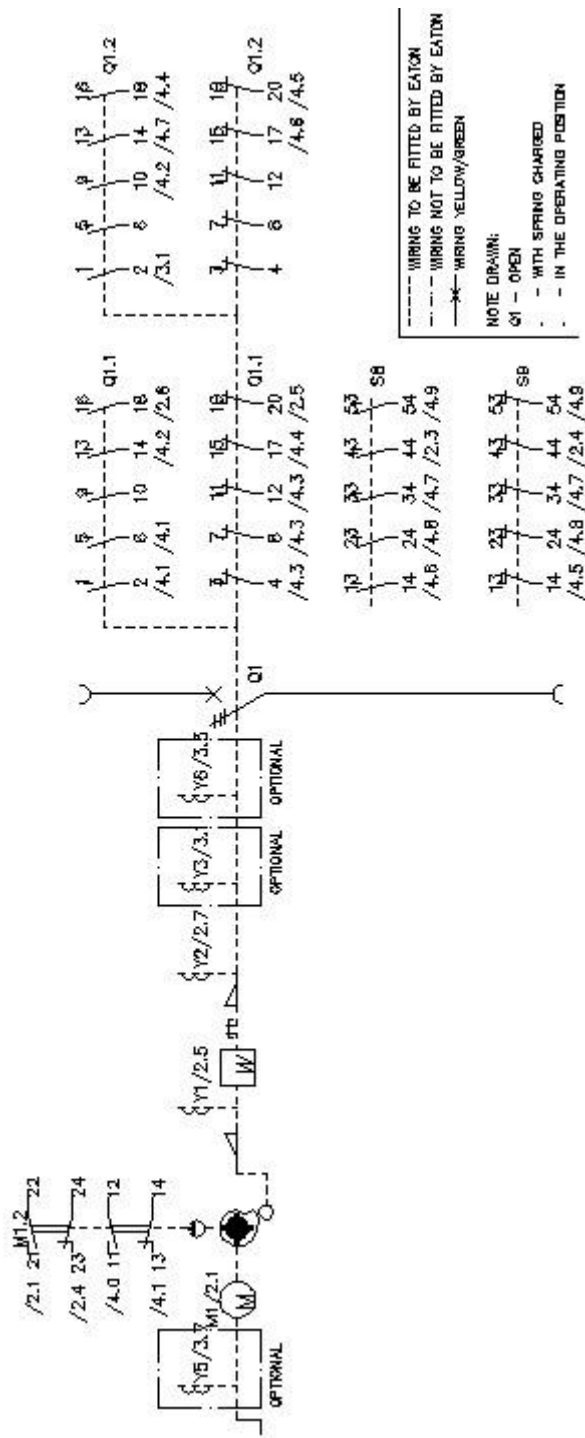 M1.2
/2.1 21 22
/2.4 23 24
/4.0 11 12
/4.1 13 14
Y5/3.7
OPTIONAL
M1/2.1
M
Y1/2.5
W
Y2/2.7
Y3/3.1
OPTIONAL
Y6/3.5
OPTIONAL
Q1
1 5 9 13
Q1.1
2 6 10 14 18
/4.1 /4.1 /4.2 /2.6
3 7 11 15 19
Q1.1
4 8 12 17 20
/4.3 /4.3 /4.3 /4.4 /2.5
13 23 33 43 53
S8
14 24 34 44 54
/4.6 /4.8 /4.7 /2.3 /4.9
13 23 33 43 53
S9
14 24 34 44 54
/4.5 /4.8 /4.7 /2.4 /4.9
1 5 9 13
Q1.2
2 6 10 14 18
/3.1 /4.2 /4.7 /4.4
3 7 11 15 19
Q1.2
4 12 17 20
/4.6 /4.5
WIRING TO BE FITTED BY EATON
WIRING NOT TO BE FITTED BY EATON
WIRING YELLOW/GREEN
NOTE DRAWN:
Q1 - OPEN
- WITH SPRING CHARGED
- IN THE OPERATING POSITION